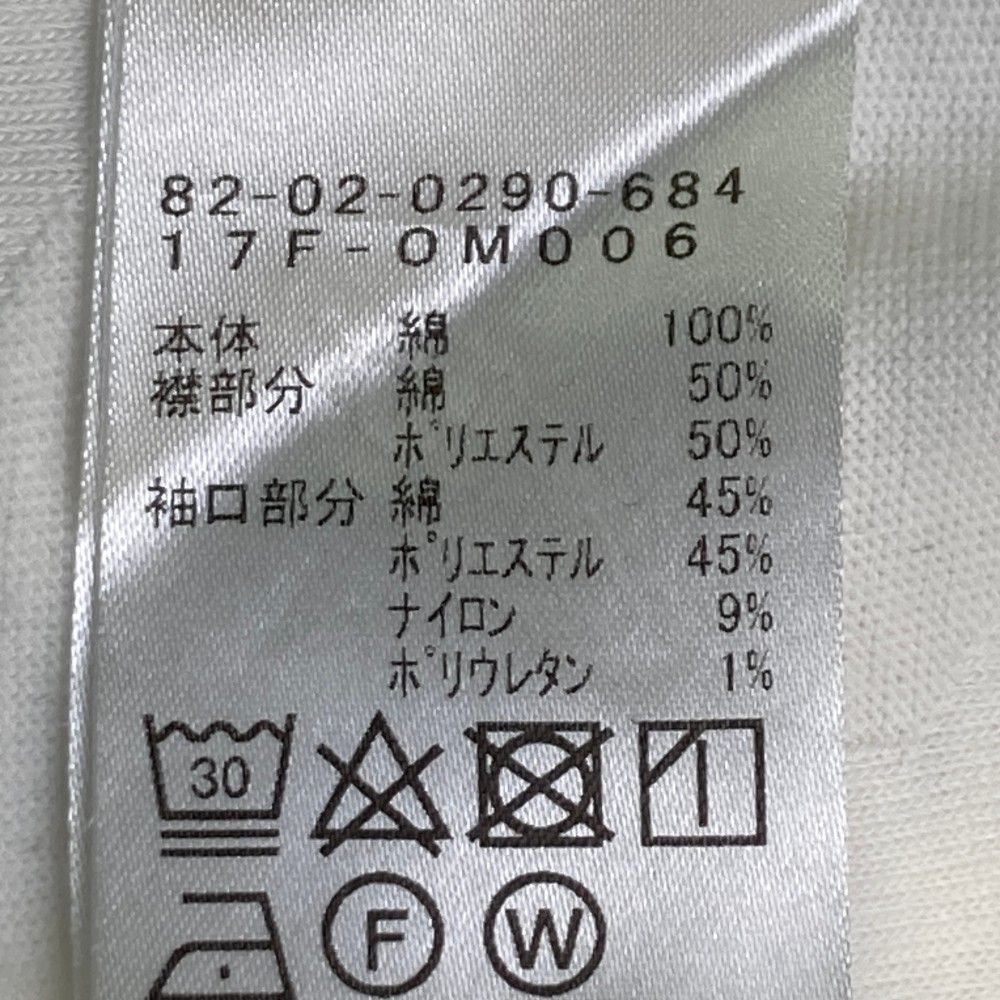 82-02-0290-684
17F-OM006
本体 綿 100%
襟部分 綿 50%
ポリエステル 50%
袖口部分 綿 45%
ポリエステル 45%
ナイロン 9%
ポリウレタン 1%
30
F W